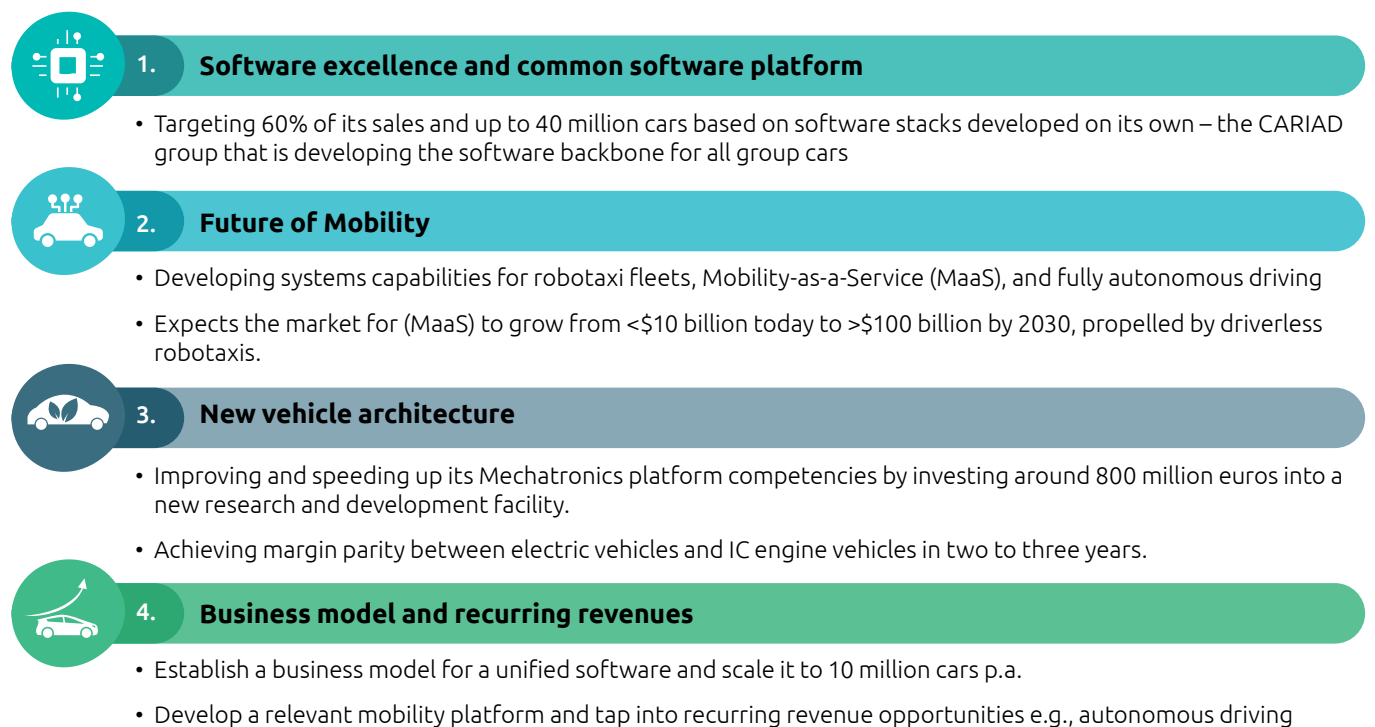 1. Software excellence and common software platform
• Targeting 60% of its sales and up to 40 million cars based on software stacks developed on its own – the CARIAD
group that is developing the software backbone for all group cars
2. Future of Mobility
• Developing systems capabilities for robotaxi fleets, Mobility-as-a-Service (MaaS), and fully autonomous driving
• Expects the market for (MaaS) to grow from <$10 billion today to >$100 billion by 2030, propelled by driverless
robotaxis.
3. New vehicle architecture
• Improving and speeding up its Mechatronics platform competencies by investing around 800 million euros into a
new research and development facility.
• Achieving margin parity between electric vehicles and IC engine vehicles in two to three years.
4. Business model and recurring revenues
• Establish a business model for a unified software and scale it to 10 million cars p.a.
• Develop a relevant mobility platform and tap into recurring revenue opportunities e.g., autonomous driving